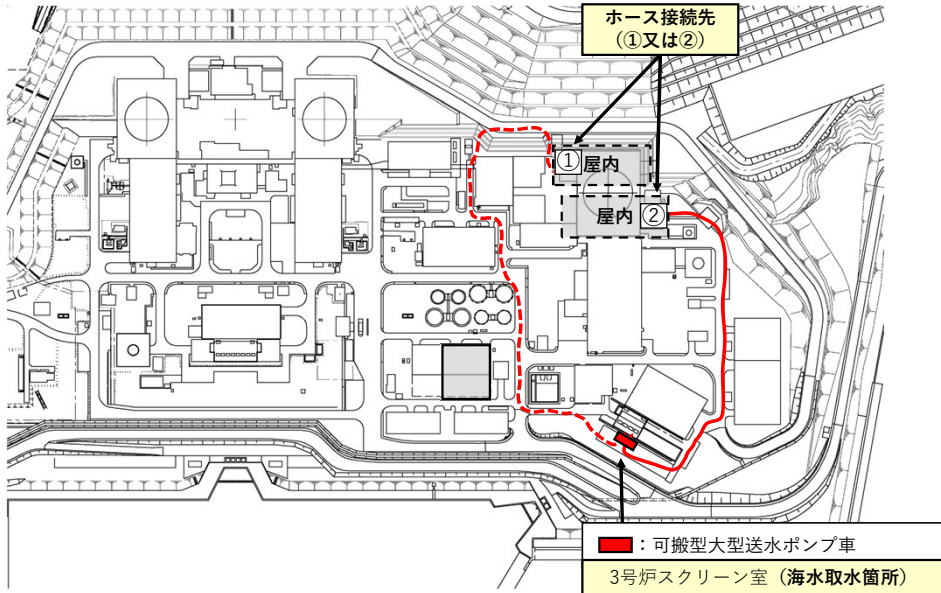 ホース接続先
(①又は②)
① 屋内
屋内 ②
：可搬型大型送水ポンプ車
3号炉スクリーン室（海水取水箇所）